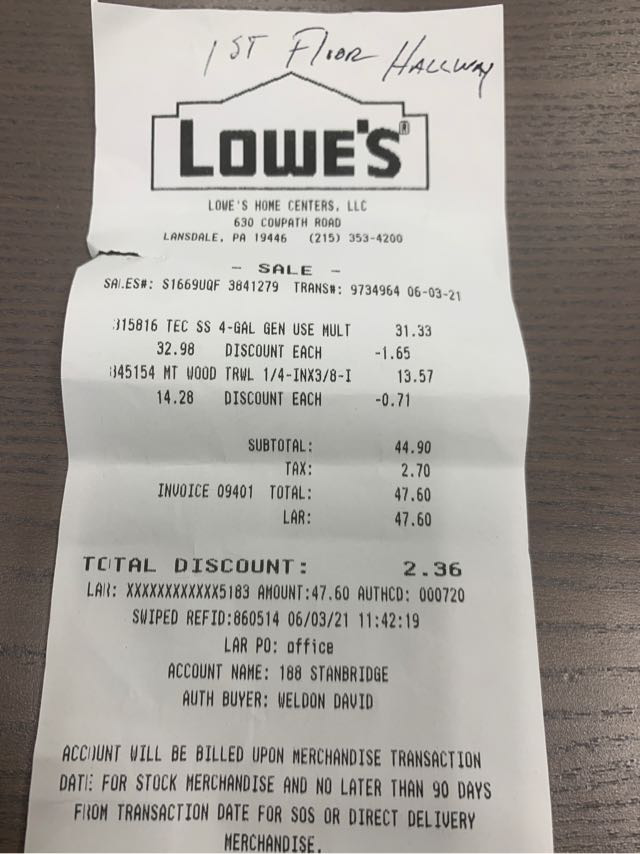 1ST Floor HALLWAY
LOWE'S®
LOWE'S HOME CENTERS, LLC
630 COWPATH ROAD
LANSDALE, PA 19446 (215) 353-4200
- SALE -
SALES#: S1669UQF 3841279 TRANS#: 9734964 06-03-21
315816 TEC SS 4-GAL GEN USE MULT 31.33
32.98 DISCOUNT EACH -1.65
345154 MT WOOD TRWL 1/4-INX3/8-I 13.57
14.28 DISCOUNT EACH -0.71
SUBTOTAL: 44.90
TAX: 2.70
INVOICE 09401 TOTAL: 47.60
LAR: 47.60
TOTAL DISCOUNT: 2.36
LAR: XXXXXXXXXXXX5183 AMOUNT:47.60 AUTHCD: 000720
SWIPED REFID:860514 06/03/21 11:42:19
LAR PO: office
ACCOUNT NAME: 188 STANBRIDGE
AUTH BUYER: WELDON DAVID
ACCOUNT WILL BE BILLED UPON MERCHANDISE TRANSACTION
DATE FOR STOCK MERCHANDISE AND NO LATER THAN 90 DAYS
FROM TRANSACTION DATE FOR SOS OR DIRECT DELIVERY
MERCHANDISE.